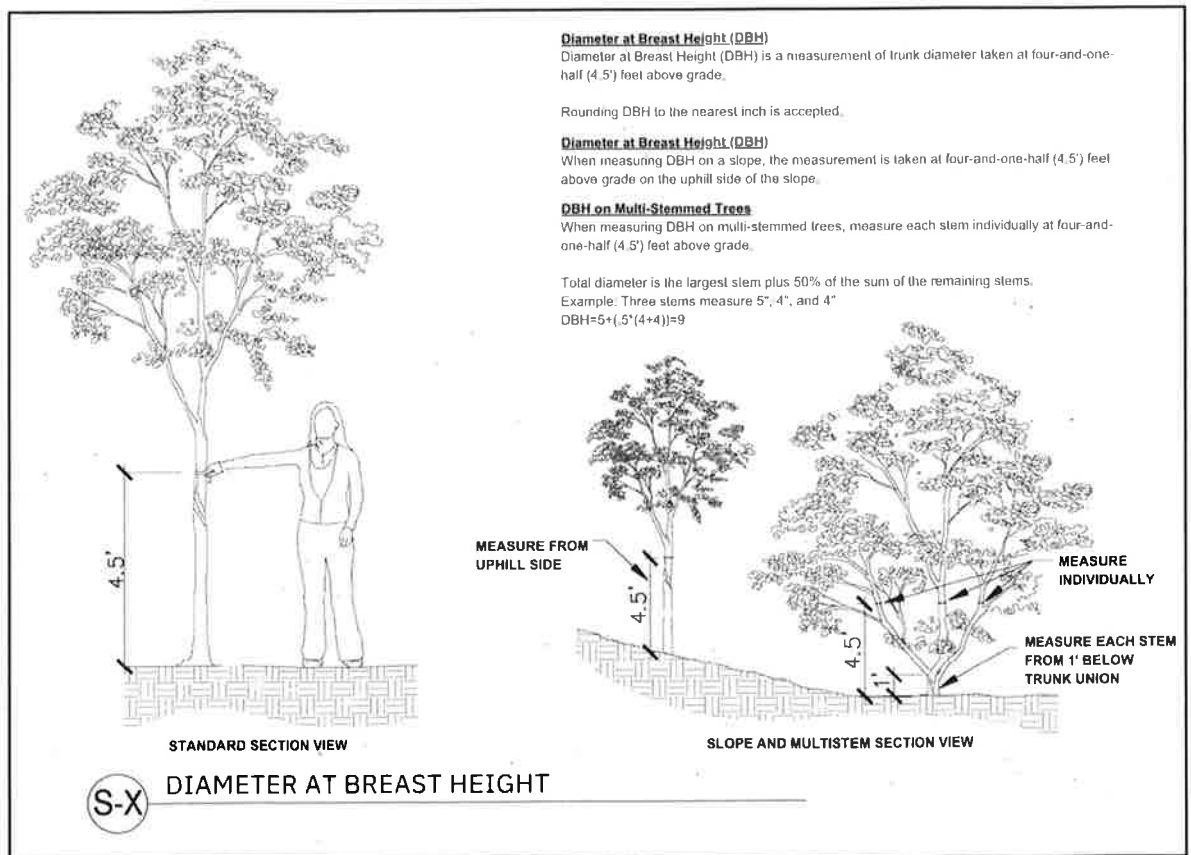 Diameter at Breast Height (DBH)
Diameter at Breast Height (DBH) is a measurement of trunk diameter taken at four-and-one-
half (4.5') feet above grade.
Rounding DBH to the nearest inch is accepted.
Diameter at Breast Height (DBH)
When measuring DBH on a slope, the measurement is taken at four-and-one-half (4.5') feet
above grade on the uphill side of the slope.
DBH on Multi-Stemmed Trees
When measuring DBH on multi-stemmed trees, measure each stem individually at four-and-
one-half (4.5') feet above grade.
Total diameter is the largest stem plus 50% of the sum of the remaining stems.
Example: Three stems measure 5", 4", and 4"
DBH=5+(.5*(4+4))=9
4.5'
MEASURE FROM
UPHILL SIDE
4.5'
MEASURE
INDIVIDUALLY
4.5'
1'
MEASURE EACH STEM
FROM 1' BELOW
TRUNK UNION
STANDARD SECTION VIEW
SLOPE AND MULTISTEM SECTION VIEW
S-X
DIAMETER AT BREAST HEIGHT